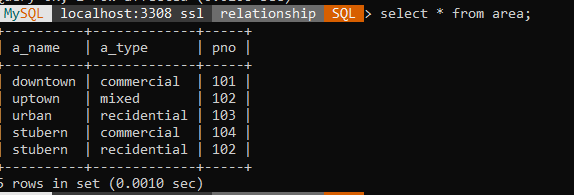 MySQL localhost:3308 ssl relationship SQL > select * from area;
+----------+-------------+-----+
| a_name | a_type | pno |
+----------+-------------+-----+
| downtown | commercial | 101 |
| uptown | mixed | 102 |
| urban | recidential | 103 |
| stubern | commercial | 104 |
| stubern | recidential | 102 |
+----------+-------------+-----+
5 rows in set (0.0010 sec)